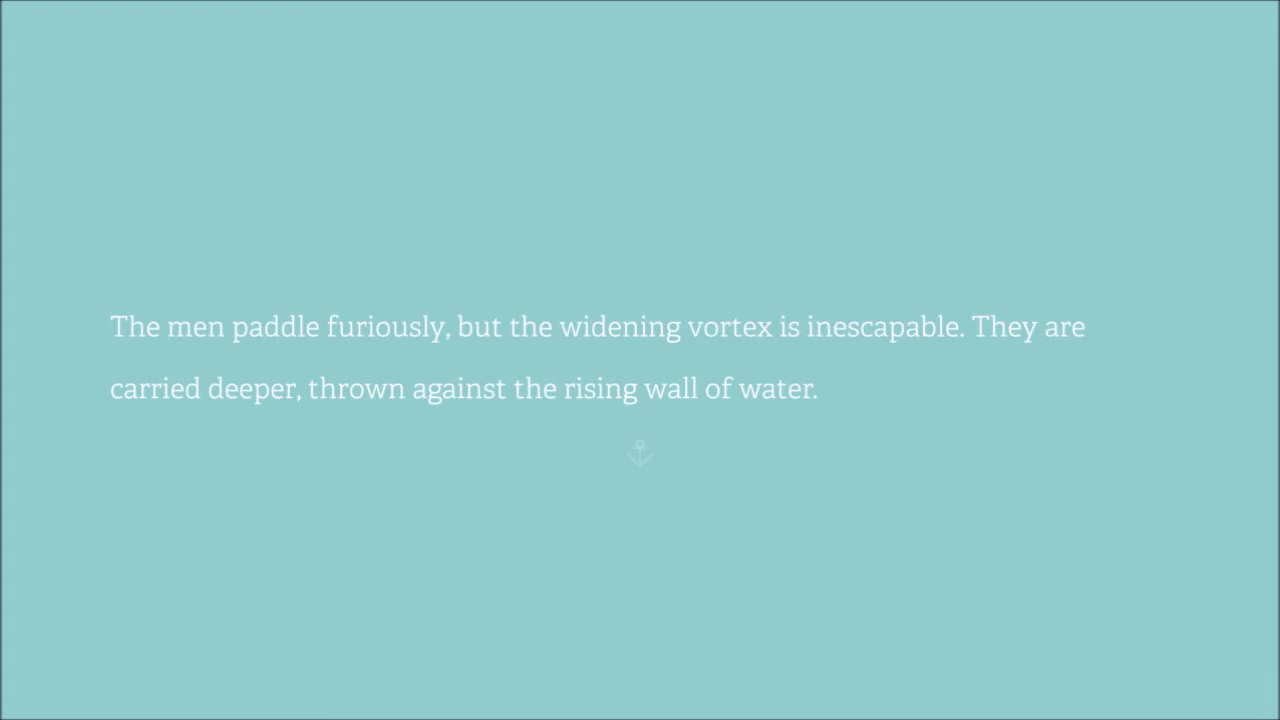 The men paddle furiously, but the widening vortex is inescapable. They are
carried deeper, thrown against the rising wall of water.